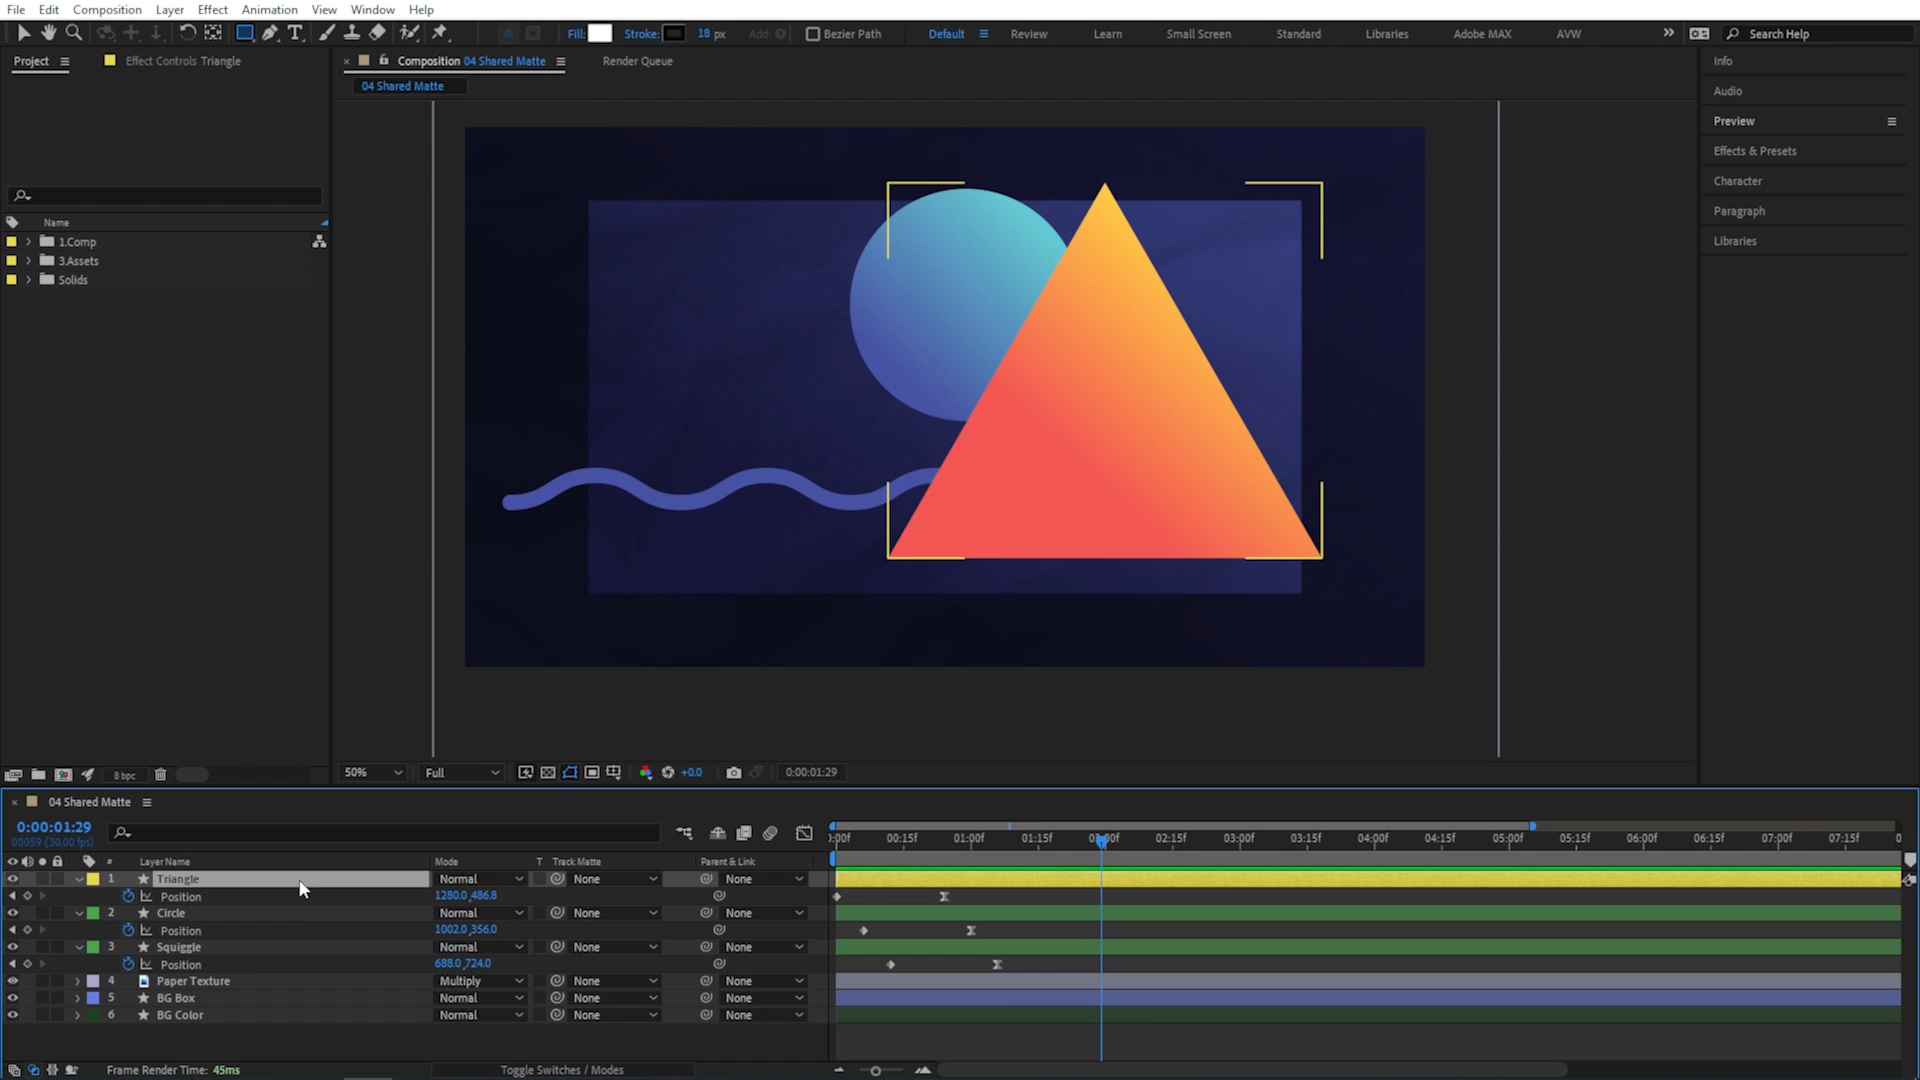 File Edit Composition Layer Effect Animation View Window Help
Fill: Stroke: 18 px Add: Bezier Path Default Review Learn Small Screen Standard Libraries Adobe MAX AVW Search Help
Project Effect Controls Triangle Composition 04 Shared Matte Render Queue Info
04 Shared Matte
Audio
Preview
Effects & Presets
Character
Paragraph
Libraries
Name
1.Comp
3.Assets
Solids
8 bpc 50% Full +0.0 0:00:01:29
04 Shared Matte
0:00:01:29
00059 (30.00 fps)
:00f 00:15f 01:00f 01:15f 02:00f 02:15f 03:00f 03:15f 04:00f 04:15f 05:00f 05:15f 06:00f 06:15f 07:00f 07:15f 0
# Layer Name Mode T Track Matte Parent & Link
1 Triangle Normal None None
Position 1280.0,486.8
2 Circle Normal None None
Position 1002.0,356.0
3 Squiggle Normal None None
Position 688.0,724.0
4 Paper Texture Multiply None None
5 BG Box Normal None None
6 BG Color Normal None None
Frame Render Time: 45ms Toggle Switches / Modes